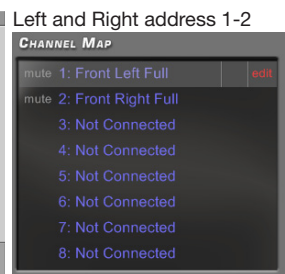 Left and Right address 1-2
CHANNEL MAP
mute 1: Front Left Full edit
mute 2: Front Right Full
3: Not Connected
4: Not Connected
5: Not Connected
6: Not Connected
7: Not Connected
8: Not Connected